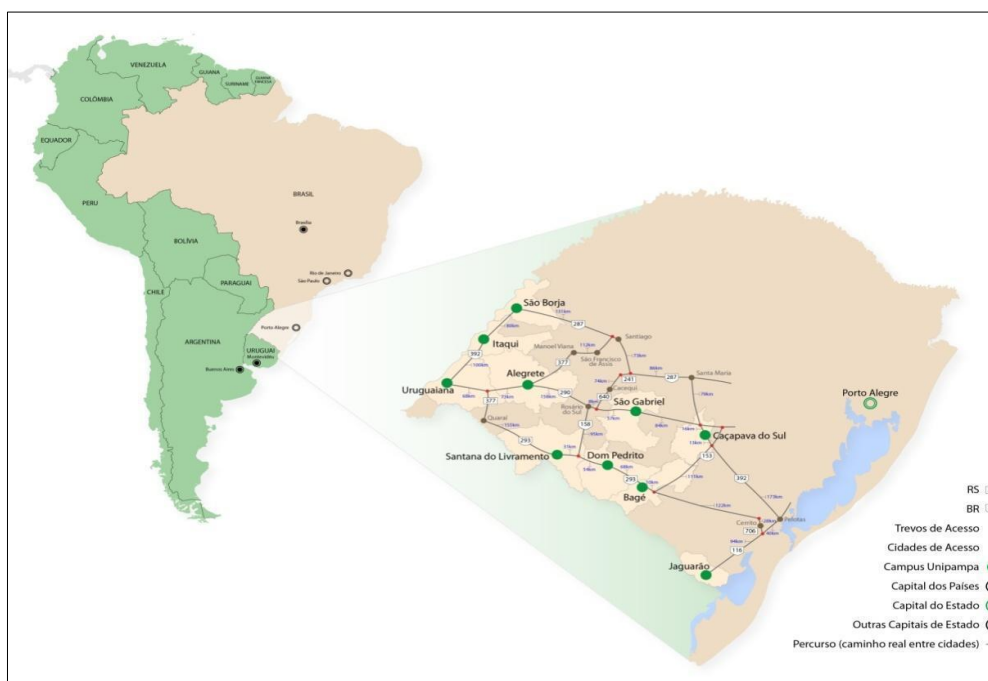 VENEZUELA
GUIANA
SURINAME
COLÔMBIA
EQUADOR
PERU
BRASIL
Brasília
BOLÍVIA
Rio de Janeiro
São Paulo
PARAGUAI
CHILE
Porto Alegre
ARGENTINA
URUGUAI
Montevidéu
Buenos Aires
São Borja
287
Santiago
Itaqui
Manoel Viana
São Francisco
de Assis
392
377
Alegrete
241
287
Santa Maria
Cacequi
Uruguaiana
290
640
São Gabriel
Porto Alegre
377
Rosário
do Sul
Quaraí
158
Caçapava do Sul
293
Santana do Livramento
Dom Pedrito
153
293
392
Bagé
Cerrito
Pelotas
706
116
Jaguarão
RS
BR
Trevos de Acesso
Cidades de Acesso
Campus Unipampa
Capital dos Países
Capital do Estado
Outras Capitais de Estado
Percurso (caminho real entre cidades)